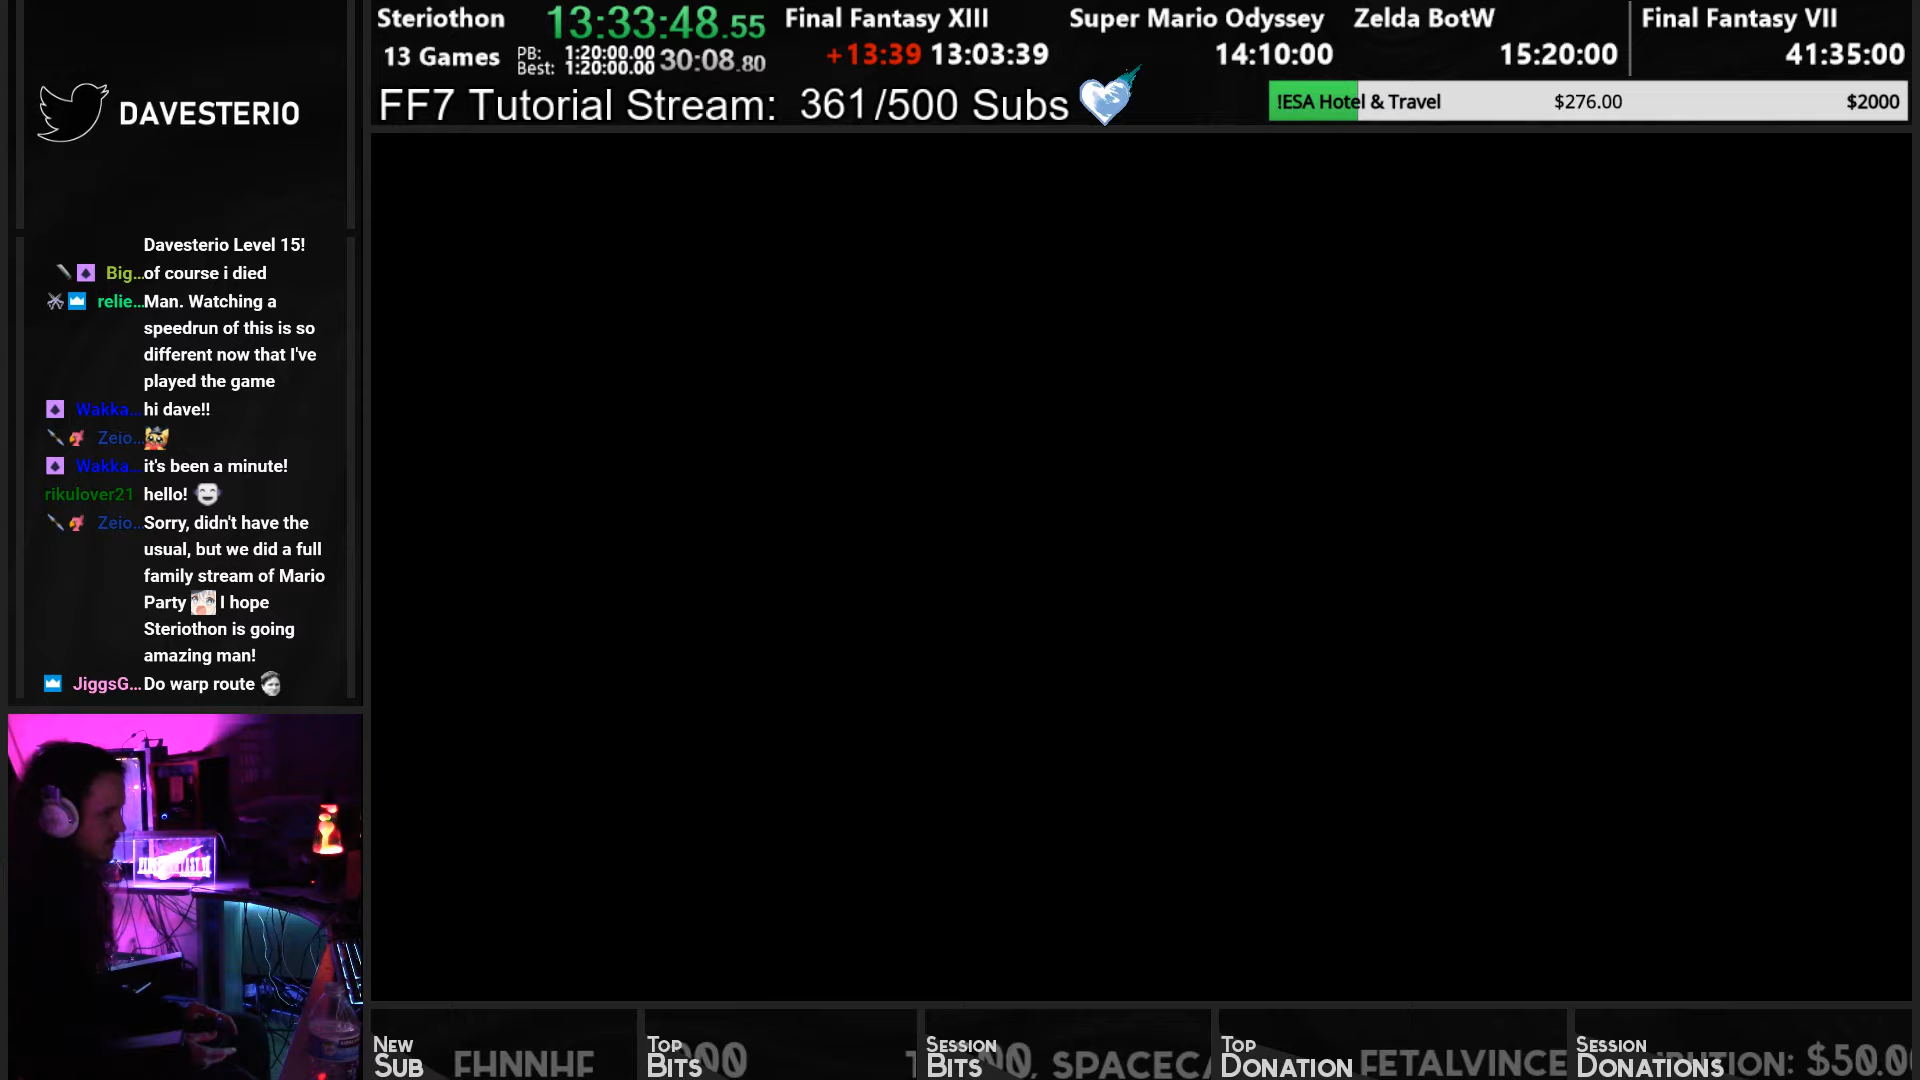 DAVESTERIO
Steriothon
13 Games
13:33:48.55
PB: 1:20:00.00
Best: 1:20:00.00
30:08.80
Final Fantasy XIII
+13:39 13:03:39
Super Mario Odyssey
14:10:00
Zelda BotW
15:20:00
Final Fantasy VII
41:35:00
FF7 Tutorial Stream: 361/500 Subs
!ESA Hotel & Travel $276.00 $2000
Davesterio Level 15!
Big... of course i died
relie... Man. Watching a
speedrun of this is so
different now that I've
played the game
Wakka... hi dave!!
Zeio...
Wakka... it's been a minute!
rikulover21 hello!
Zeio... Sorry, didn't have the
usual, but we did a full
family stream of Mario
Party I hope
Steriothon is going
amazing man!
JiggsG... Do warp route
NEW
SUB
TOP
BITS
SESSION
BITS
SPACEC
TOP
DONATION
FETALVINCE
SESSION
DONATIONS